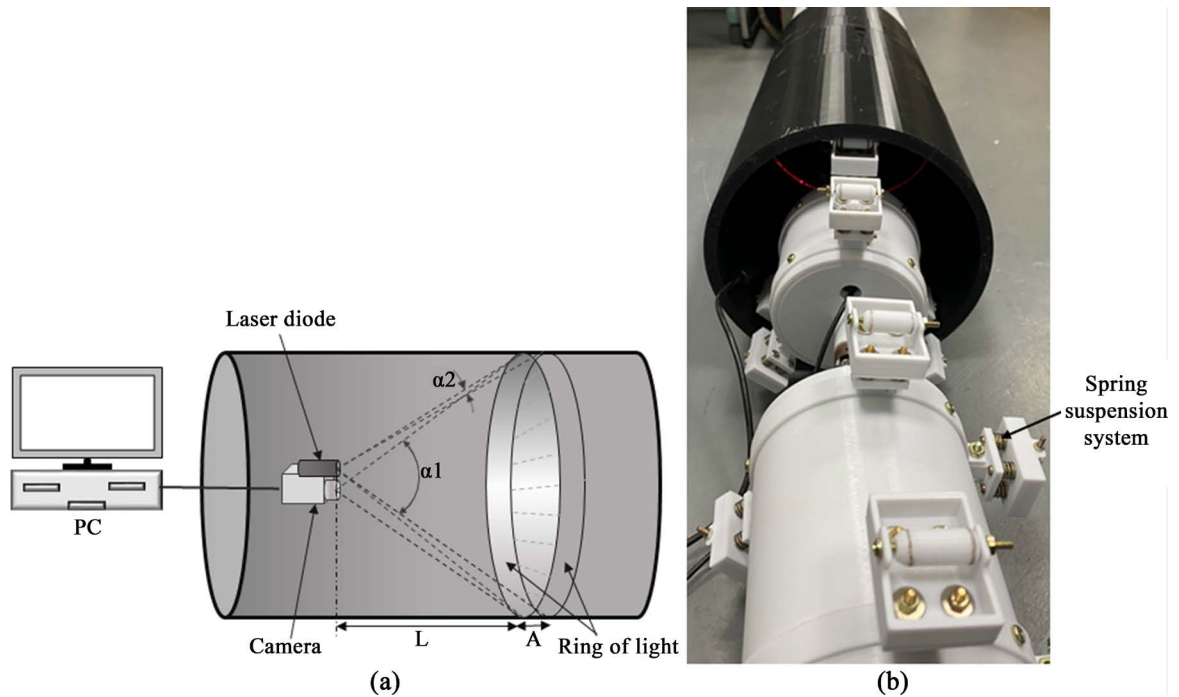 Laser diode
α2
α1
PC
Camera
L
A
Ring of light
(a)
Spring
suspension
system
(b)